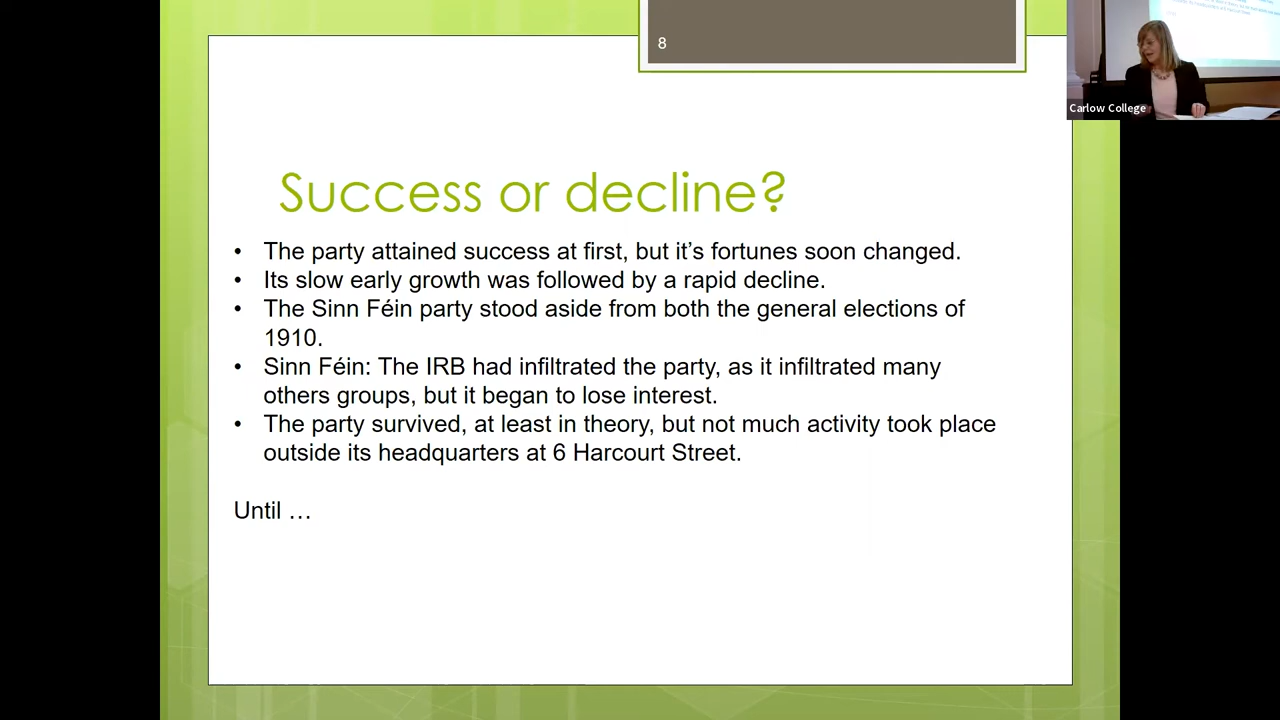 8
Carlow College
Success or decline?
• The party attained success at first, but it’s fortunes soon changed.
• Its slow early growth was followed by a rapid decline.
• The Sinn Féin party stood aside from both the general elections of
1910.
• Sinn Féin: The IRB had infiltrated the party, as it infiltrated many
others groups, but it began to lose interest.
• The party survived, at least in theory, but not much activity took place
outside its headquarters at 6 Harcourt Street.
Until …